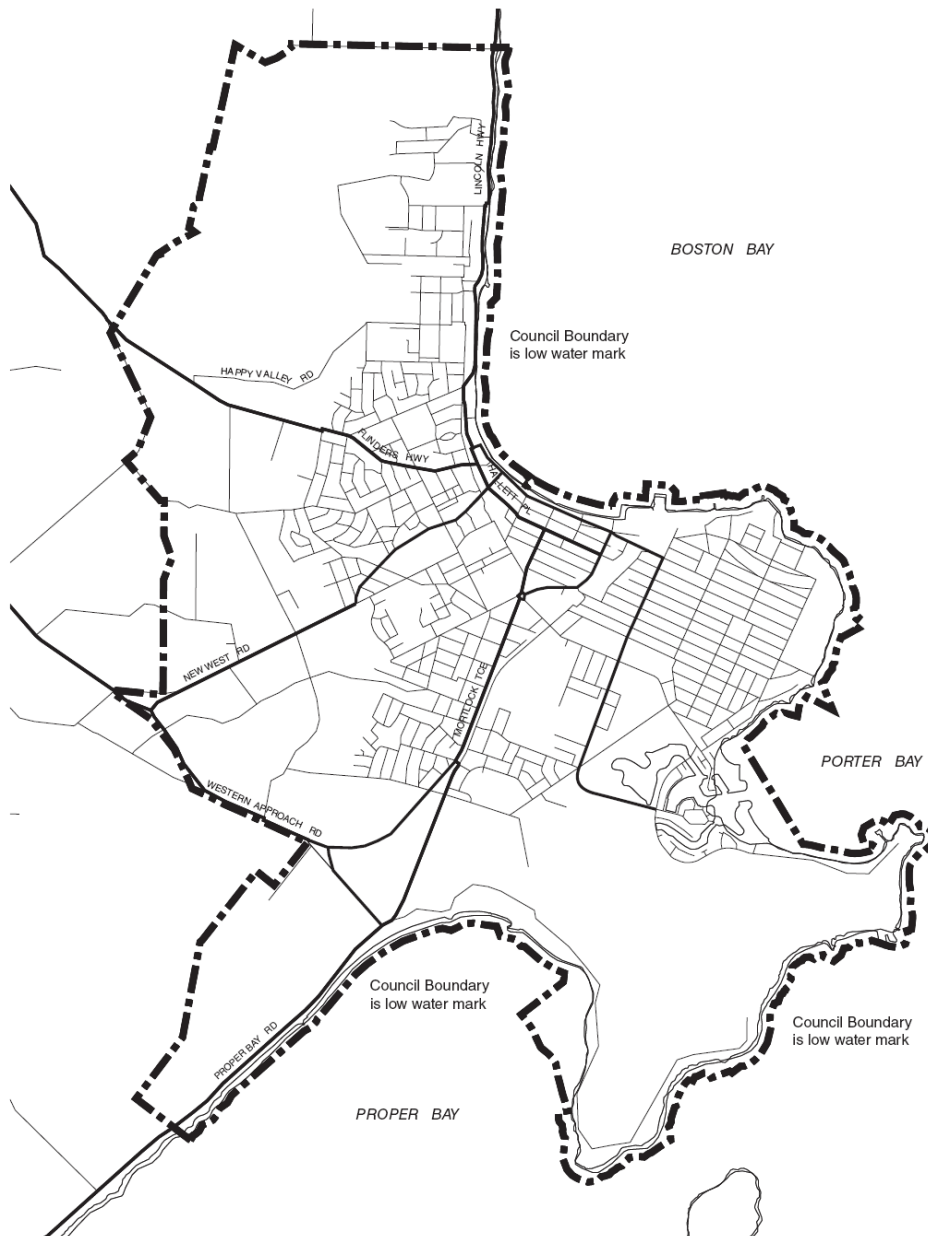 LINCOLN HWY
BOSTON BAY
Council Boundary
is low water mark
HAPPY VALLEY RD
FLINDERS HWY
HALLETT PL
NEW WEST RD
MORTLOCK TCE
PORTER BAY
WESTERN APPROACH RD
Council Boundary
is low water mark
Council Boundary
is low water mark
PROPER BAY RD
PROPER BAY